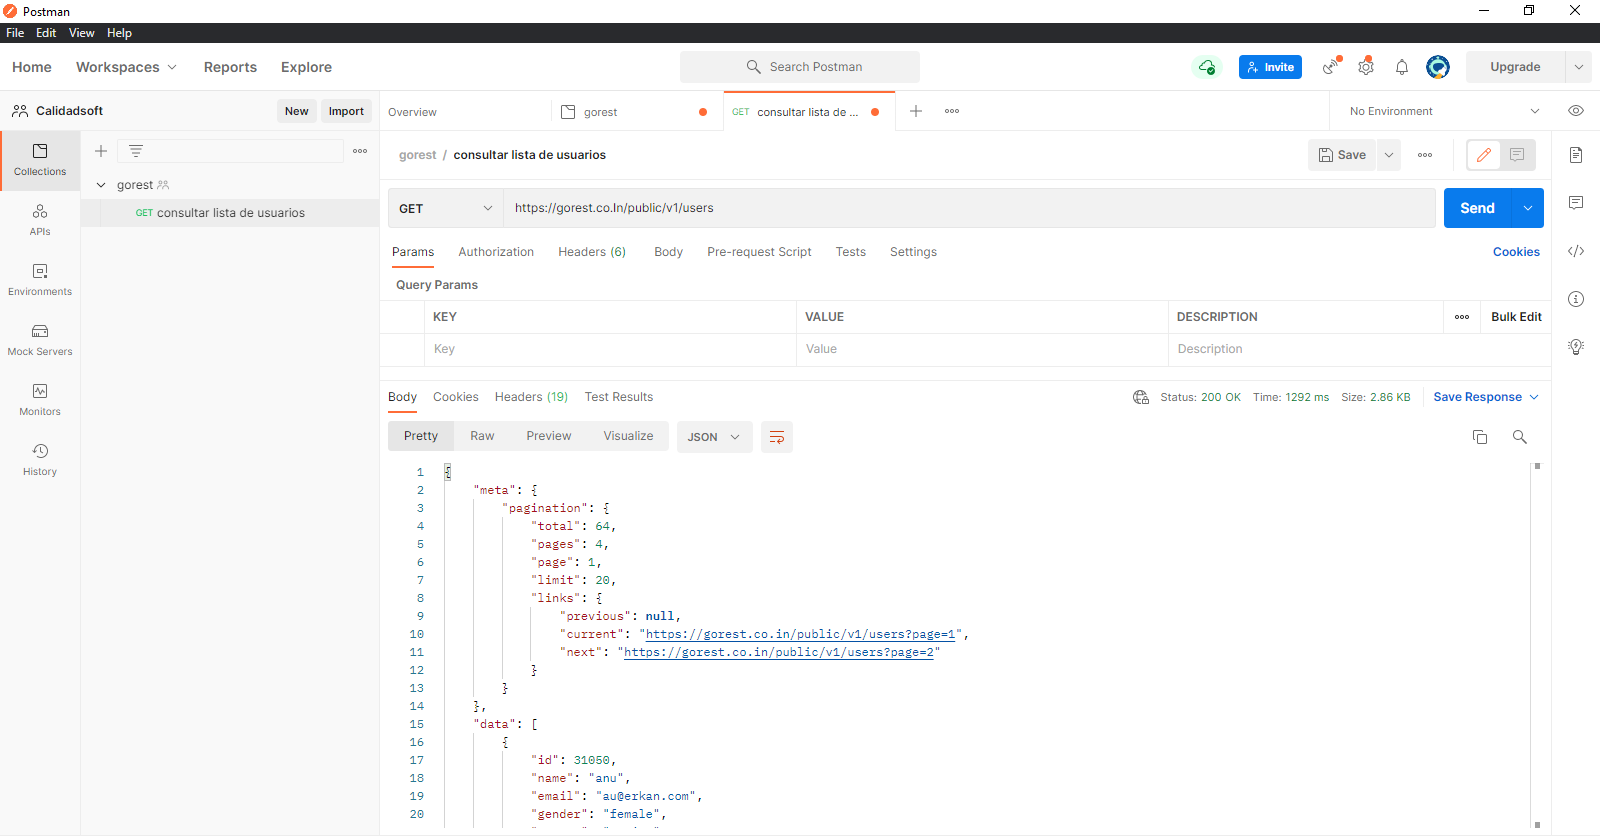 Postman
File Edit View Help
Home Workspaces Reports Explore Search Postman Invite Upgrade
Calidadsoft New Import Overview gorest GET consultar lista de ... No Environment
Collections
gorest / consultar lista de usuarios Save
gorest
GET consultar lista de usuarios
GET https://gorest.co.In/public/v1/users Send
APIs
Params Authorization Headers (6) Body Pre-request Script Tests Settings Cookies
Query Params
Environments
KEY VALUE DESCRIPTION Bulk Edit
Key Value Description
Mock Servers
Body Cookies Headers (19) Test Results Status: 200 OK Time: 1292 ms Size: 2.86 KB Save Response
Monitors
Pretty Raw Preview Visualize JSON
History
1 {
2 "meta": {
3 "pagination": {
4 "total": 64,
5 "pages": 4,
6 "page": 1,
7 "limit": 20,
8 "links": {
9 "previous": null,
10 "current": "https://gorest.co.in/public/v1/users?page=1",
11 "next": "https://gorest.co.in/public/v1/users?page=2"
12 }
13 }
14 },
15 "data": [
16 {
17 "id": 31050,
18 "name": "anu",
19 "email": "au@erkan.com",
20 "gender": "female",